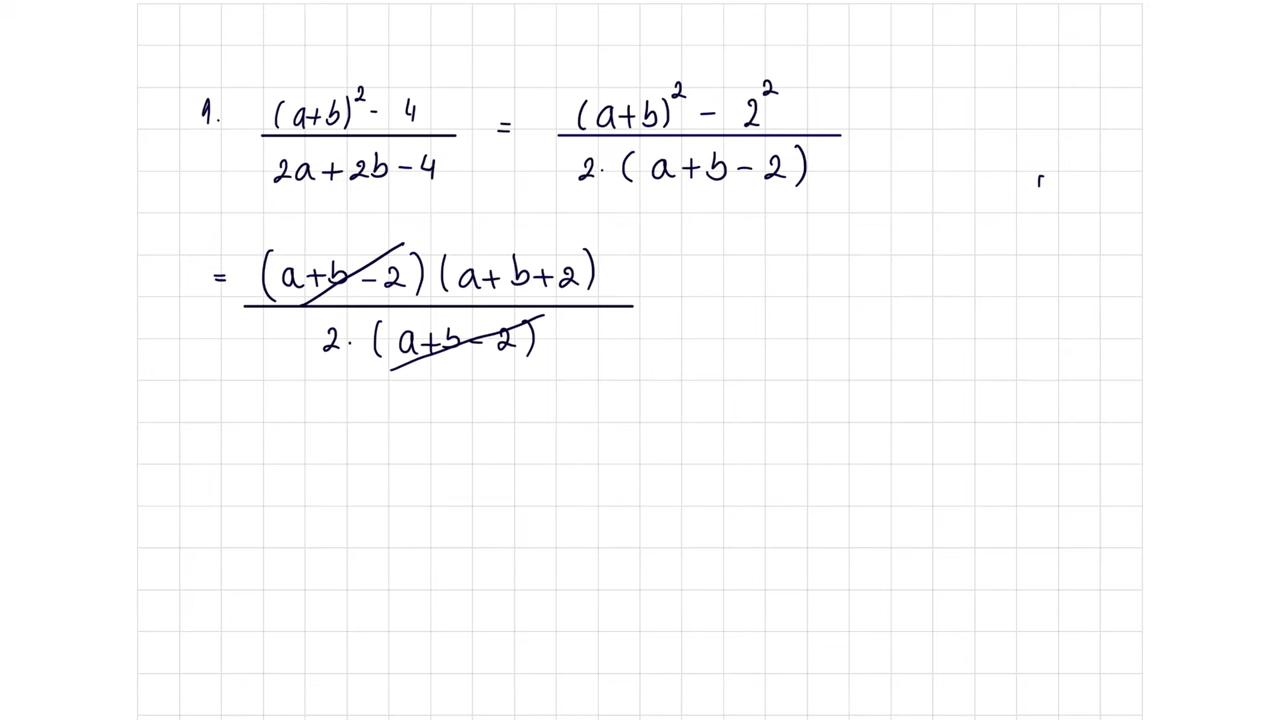 1. ((a+b)² - 4) / (2a + 2b - 4) = ((a+b)² - 2²) / (2·(a+b-2))
= ((a+b-2)(a+b+2)) / (2·(a+b-2))